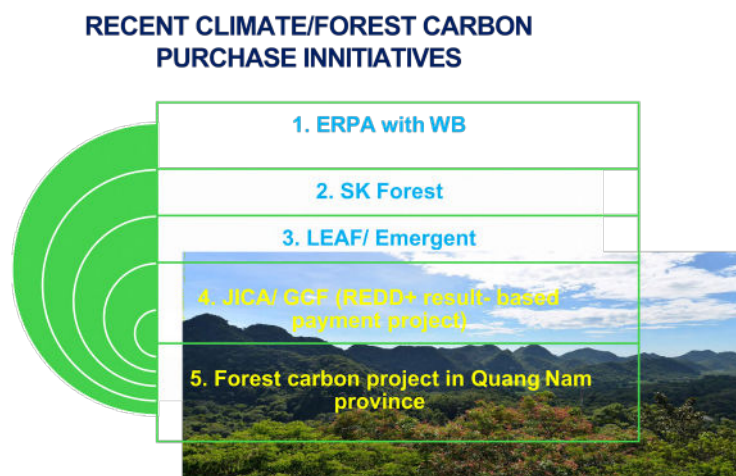 RECENT CLIMATE/FOREST CARBON
PURCHASE INNITIATIVES
1. ERPA with WB
2. SK Forest
3. LEAF/ Emergent
4. JICA/ GCF (REDD+ result- based
payment project)
5. Forest carbon project in Quang Nam
province